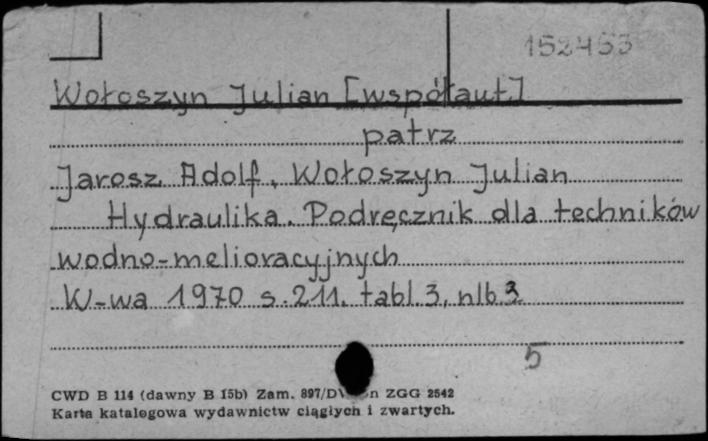 152453
Wołoszyn Julian [współaut.]
patrz
Jarosz Adolf, Wołoszyn Julian
Hydraulika. Podręcznik dla techników
wodno-melioracyjnych
W-wa 1970 s. 211. tabl. 3, nlb 3
5
CWD B 114 (dawny B 15b) Zam. 897/D ZGG 2542
Karta katalogowa wydawnictw ciągłych i zwartych.